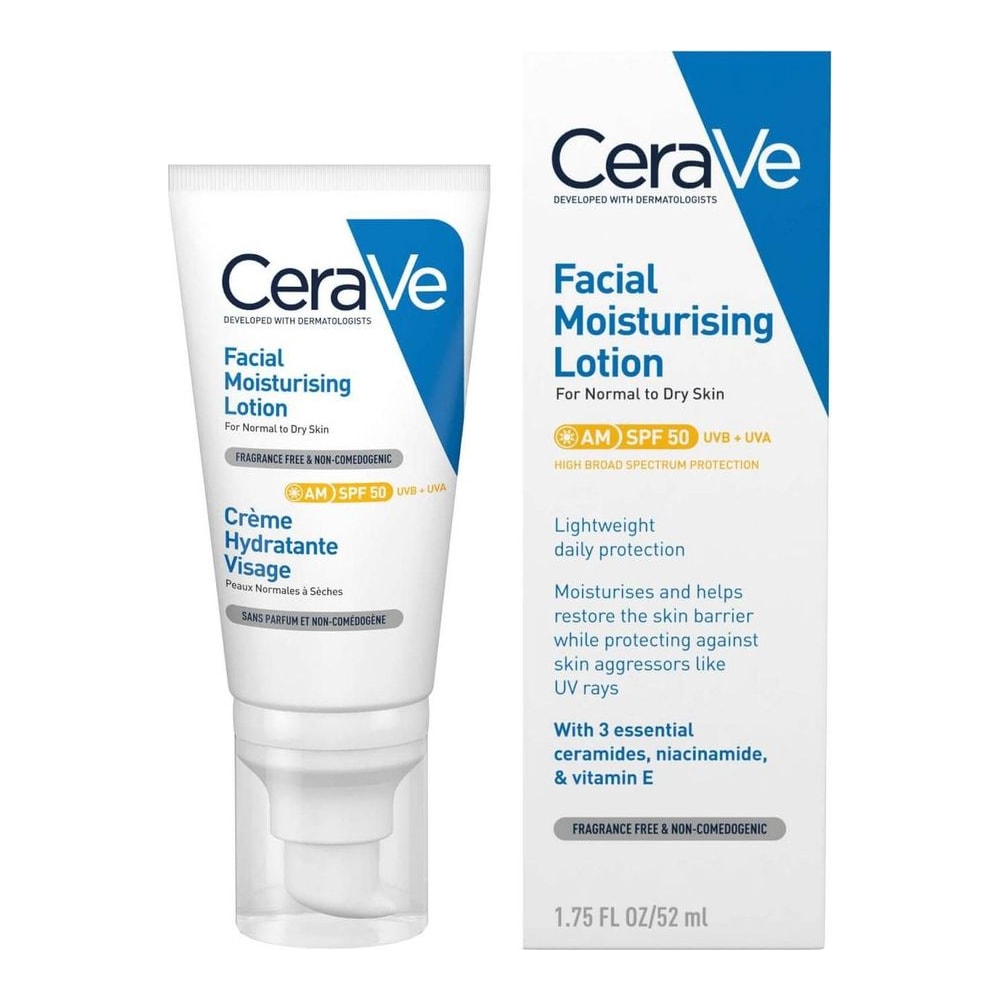 CeraVe
DEVELOPED WITH DERMATOLOGISTS
Facial
Moisturising
Lotion
For Normal to Dry Skin
FRAGRANCE FREE & NON-COMEDOGENIC
AM SPF 50 UVB + UVA
Crème
Hydratante
Visage
Peaux Normales à Sèches
SANS PARFUM ET NON-COMÉDOGÈNE
CeraVe
DEVELOPED WITH DERMATOLOGISTS
Facial
Moisturising
Lotion
For Normal to Dry Skin
AM SPF 50 UVB + UVA
HIGH BROAD SPECTRUM PROTECTION
Lightweight
daily protection
Moisturises and helps
restore the skin barrier
while protecting against
skin aggressors like
UV rays
With 3 essential
ceramides, niacinamide,
& vitamin E
FRAGRANCE FREE & NON-COMEDOGENIC
1.75 FL OZ/52 ml